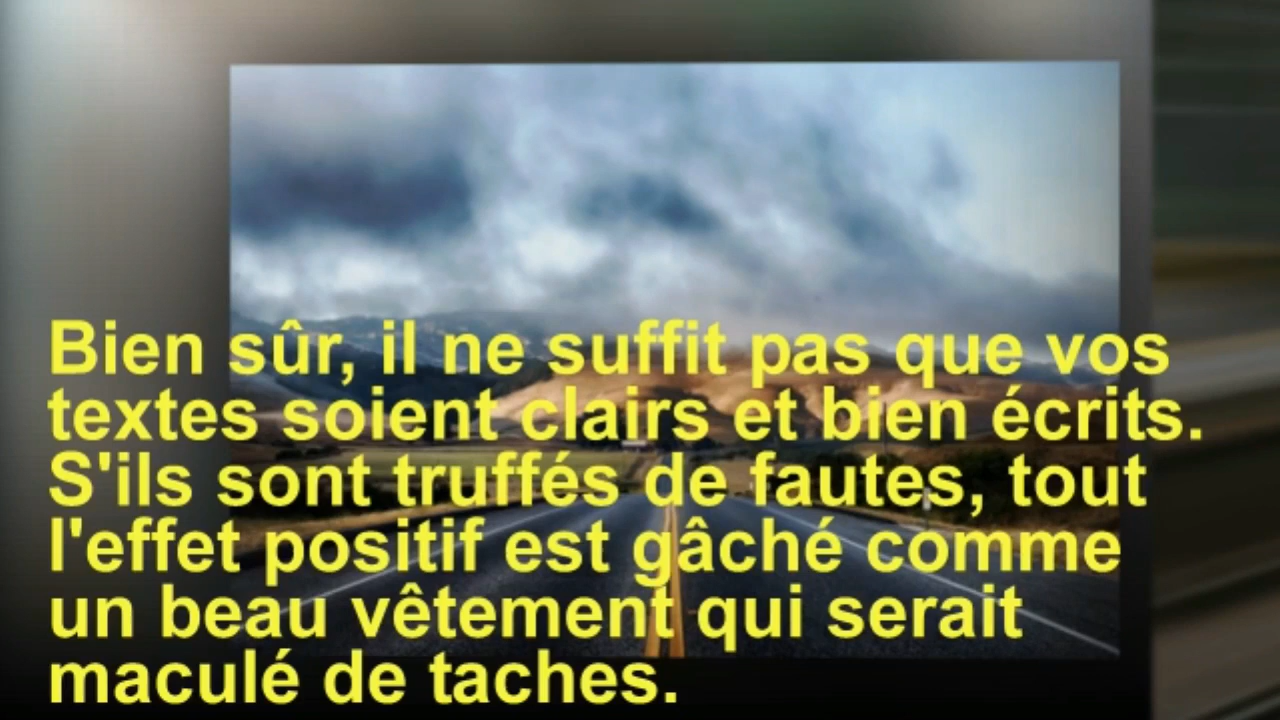 Bien sûr, il ne suffit pas que vos
textes soient clairs et bien écrits.
S'ils sont truffés de fautes, tout
l'effet positif est gâché comme
un beau vêtement qui serait
maculé de taches.